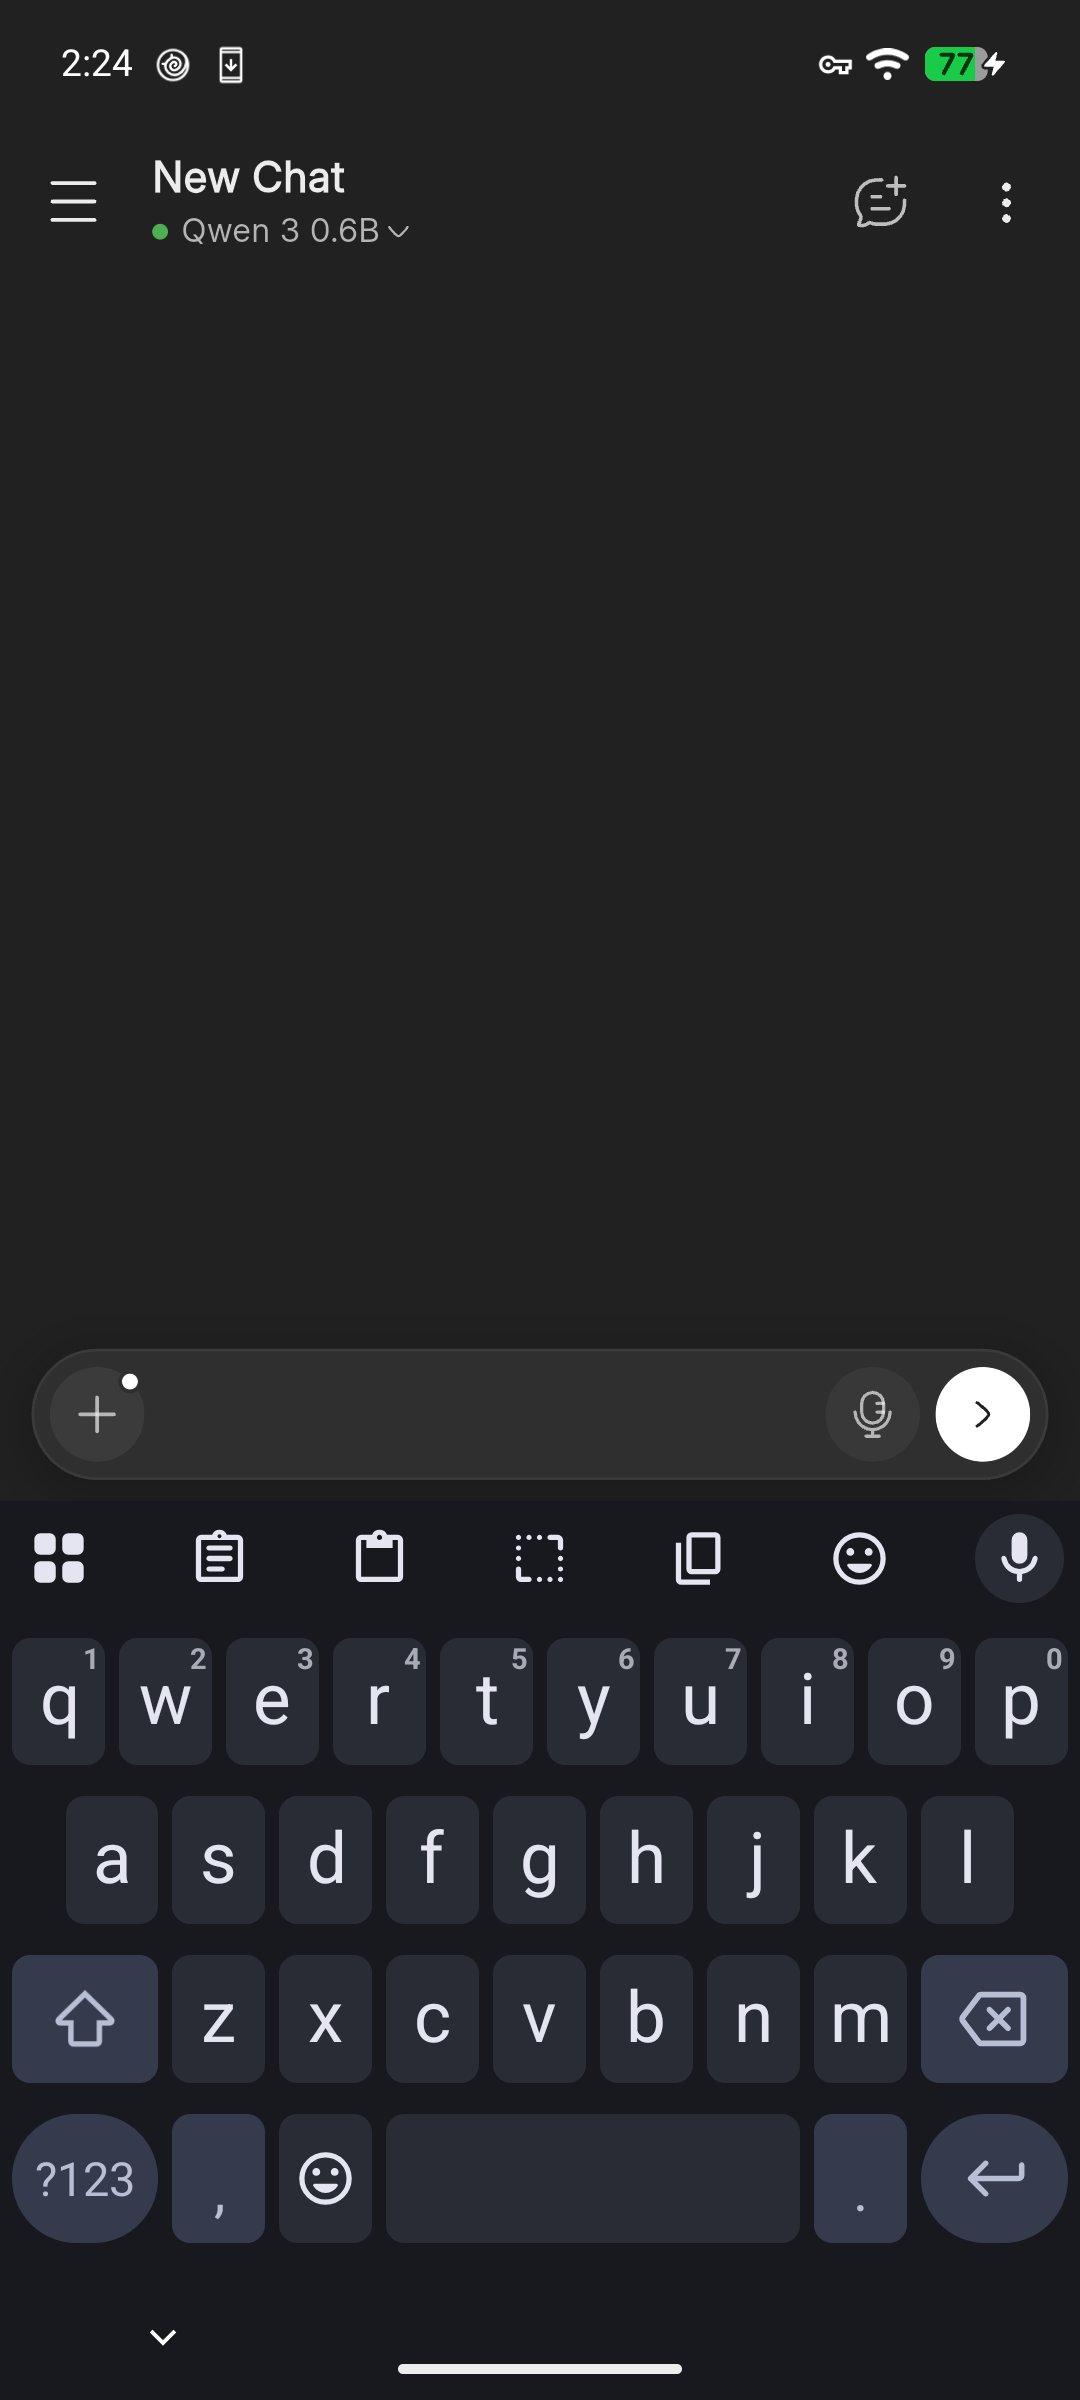 2:24
77
New Chat
Qwen 3 0.6B
1 2 3 4 5 6 7 8 9 0
q w e r t y u i o p
a s d f g h j k l
z x c v b n m
?123 , .